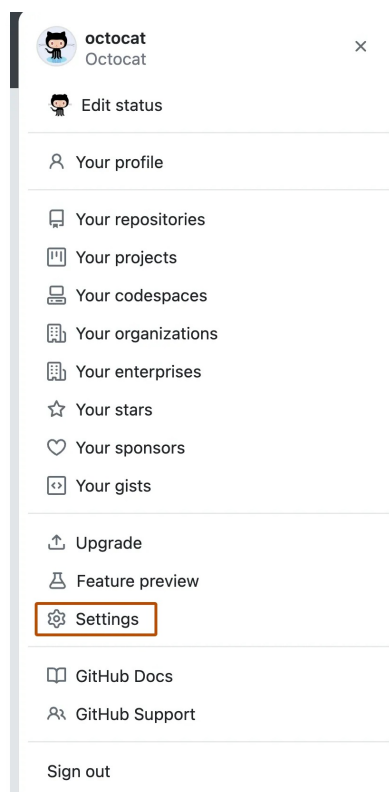 octocat
Octocat
Edit status
Your profile
Your repositories
Your projects
Your codespaces
Your organizations
Your enterprises
Your stars
Your sponsors
Your gists
Upgrade
Feature preview
Settings
GitHub Docs
GitHub Support
Sign out